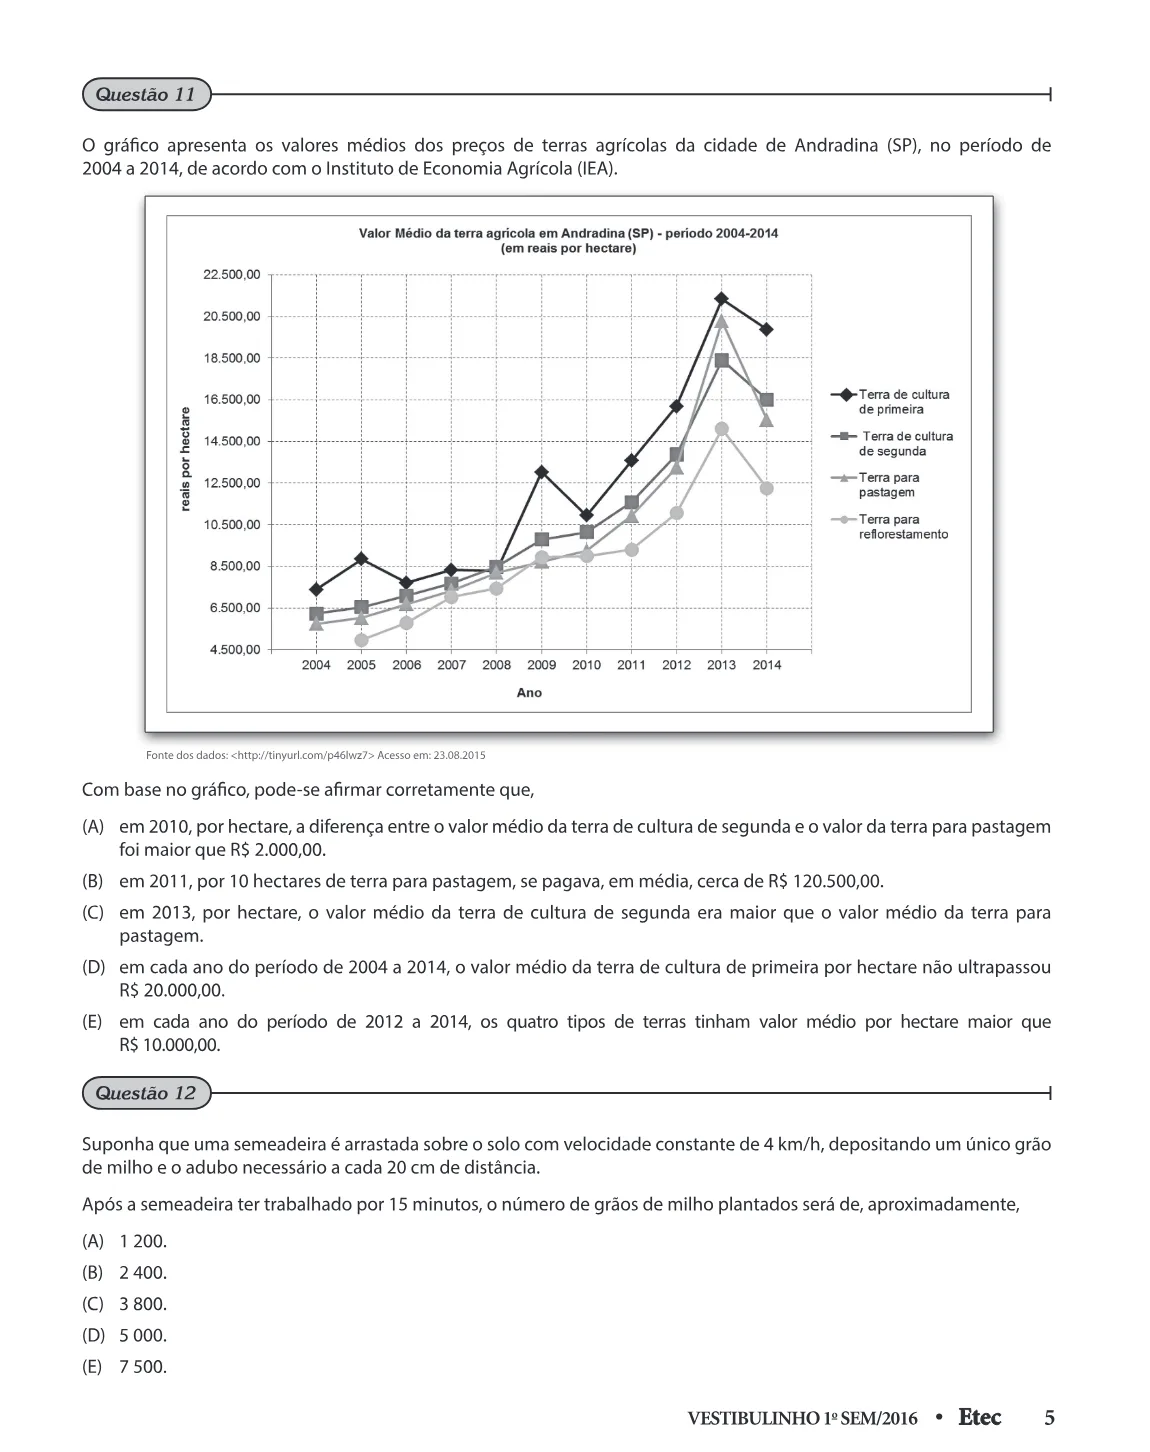 Questão 11
O gráfico apresenta os valores médios dos preços de terras agrícolas da cidade de Andradina (SP), no período de
2004 a 2014, de acordo com o Instituto de Economia Agrícola (IEA).
Valor Médio da terra agrícola em Andradina (SP) - período 2004-2014
(em reais por hectare)
22.500,00
20.500,00
18.500,00
16.500,00
14.500,00
12.500,00
10.500,00
8.500,00
6.500,00
4.500,00
reais por hectare
2004 2005 2006 2007 2008 2009 2010 2011 2012 2013 2014
Ano
Terra de cultura
de primeira
Terra de cultura
de segunda
Terra para
pastagem
Terra para
reflorestamento
Fonte dos dados: <http://tinyurl.com/p46lwz7> Acesso em: 23.08.2015
Com base no gráfico, pode-se afirmar corretamente que,
(A) em 2010, por hectare, a diferença entre o valor médio da terra de cultura de segunda e o valor da terra para pastagem
foi maior que R$ 2.000,00.
(B) em 2011, por 10 hectares de terra para pastagem, se pagava, em média, cerca de R$ 120.500,00.
(C) em 2013, por hectare, o valor médio da terra de cultura de segunda era maior que o valor médio da terra para
pastagem.
(D) em cada ano do período de 2004 a 2014, o valor médio da terra de cultura de primeira por hectare não ultrapassou
R$ 20.000,00.
(E) em cada ano do período de 2012 a 2014, os quatro tipos de terras tinham valor médio por hectare maior que
R$ 10.000,00.
Questão 12
Suponha que uma semeadeira é arrastada sobre o solo com velocidade constante de 4 km/h, depositando um único grão
de milho e o adubo necessário a cada 20 cm de distância.
Após a semeadeira ter trabalhado por 15 minutos, o número de grãos de milho plantados será de, aproximadamente,
(A) 1 200.
(B) 2 400.
(C) 3 800.
(D) 5 000.
(E) 7 500.
VESTIBULINHO 1º SEM/2016 • Etec 5